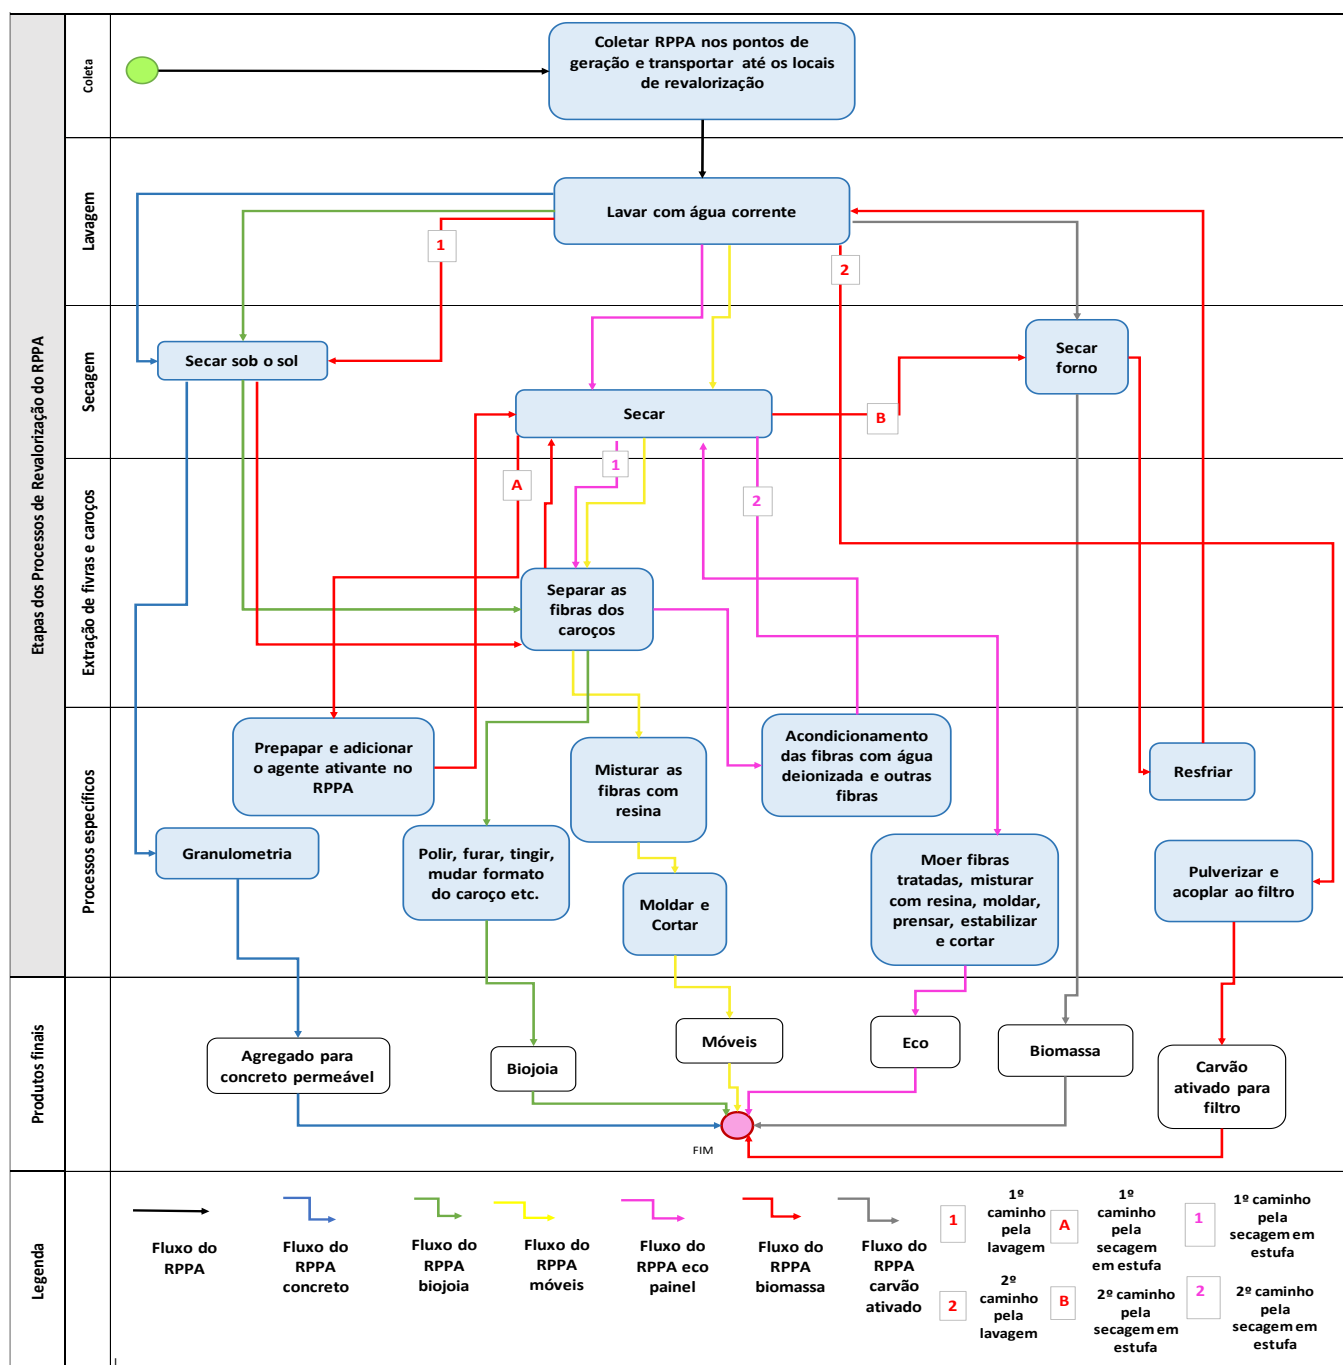 Etapas dos Processos de Revalorização do RPPA
Coleta
Coletar RPPA nos pontos de
geração e transportar até os locais
de revalorização
Lavagem
Lavar com água corrente
1
2
Secagem
Secar sob o sol
Secar
forno
Secar
B
Extração de fivras e caroços
A
1
2
Separar as
fibras dos
caroços
Processos específicos
Prepapar e adicionar
o agente ativante no
RPPA
Misturar as
fibras com
resina
Acondicionamento
das fibras com água
deionizada e outras
fibras
Resfriar
Granulometria
Polir, furar, tingir,
mudar formato
do caroço etc.
Moldar e
Cortar
Moer fibras
tratadas, misturar
com resina, moldar,
prensar, estabilizar
e cortar
Pulverizar e
acoplar ao filtro
Produtos finais
Agregado para
concreto permeável
Biojoia
Móveis
Eco
Biomassa
Carvão
ativado para
filtro
FIM
Legenda
Fluxo do
RPPA
Fluxo do
RPPA
concreto
Fluxo do
RPPA
biojoia
Fluxo do
RPPA
móveis
Fluxo do
RPPA eco
painel
Fluxo do
RPPA
biomassa
Fluxo do
RPPA
carvão
ativado
1
1º
caminho
pela
lavagem
A
1º
caminho
pela
secagem
em estufa
1
1º caminho
pela
secagem em
estufa
2
2º
caminho
pela
lavagem
B
2º caminho
pela
secagem em
estufa
2
2º caminho
pela
secagem em
estufa